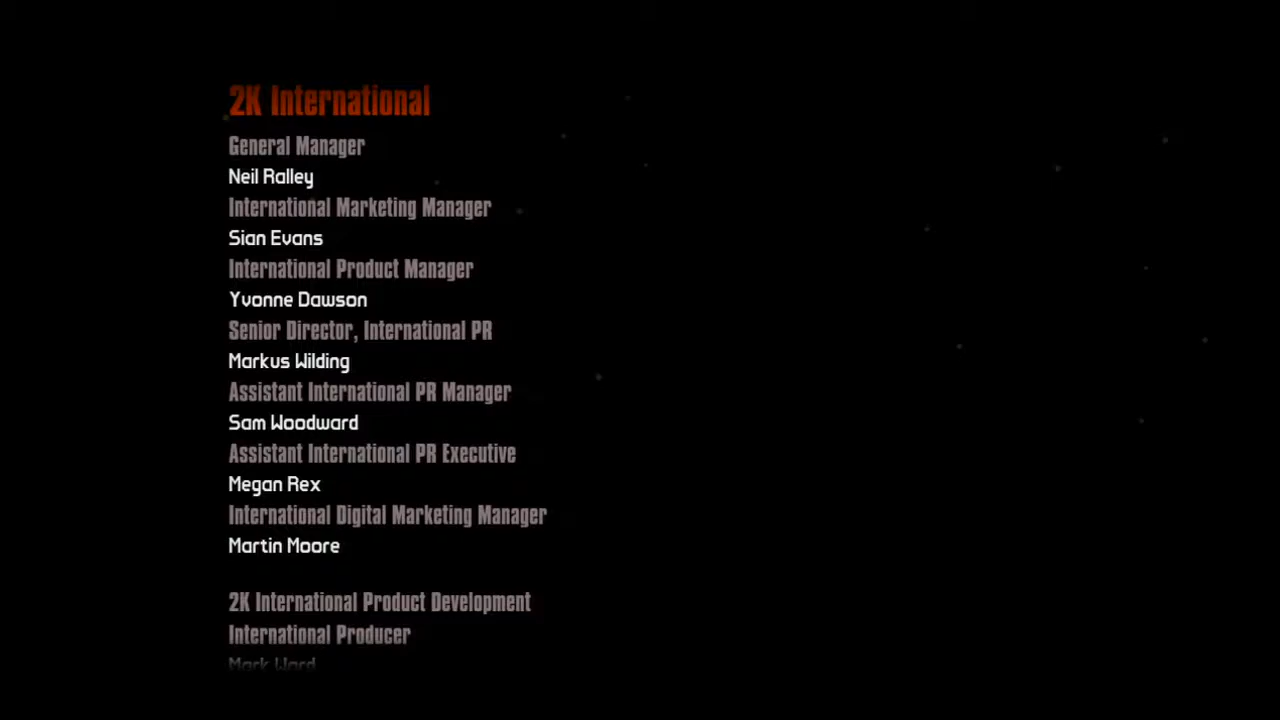 2K International
General Manager
Neil Ralley
International Marketing Manager
Sian Evans
International Product Manager
Yvonne Dawson
Senior Director, International PR
Markus Wilding
Assistant International PR Manager
Sam Woodward
Assistant International PR Executive
Megan Rex
International Digital Marketing Manager
Martin Moore
2K International Product Development
International Producer
Mark Ward